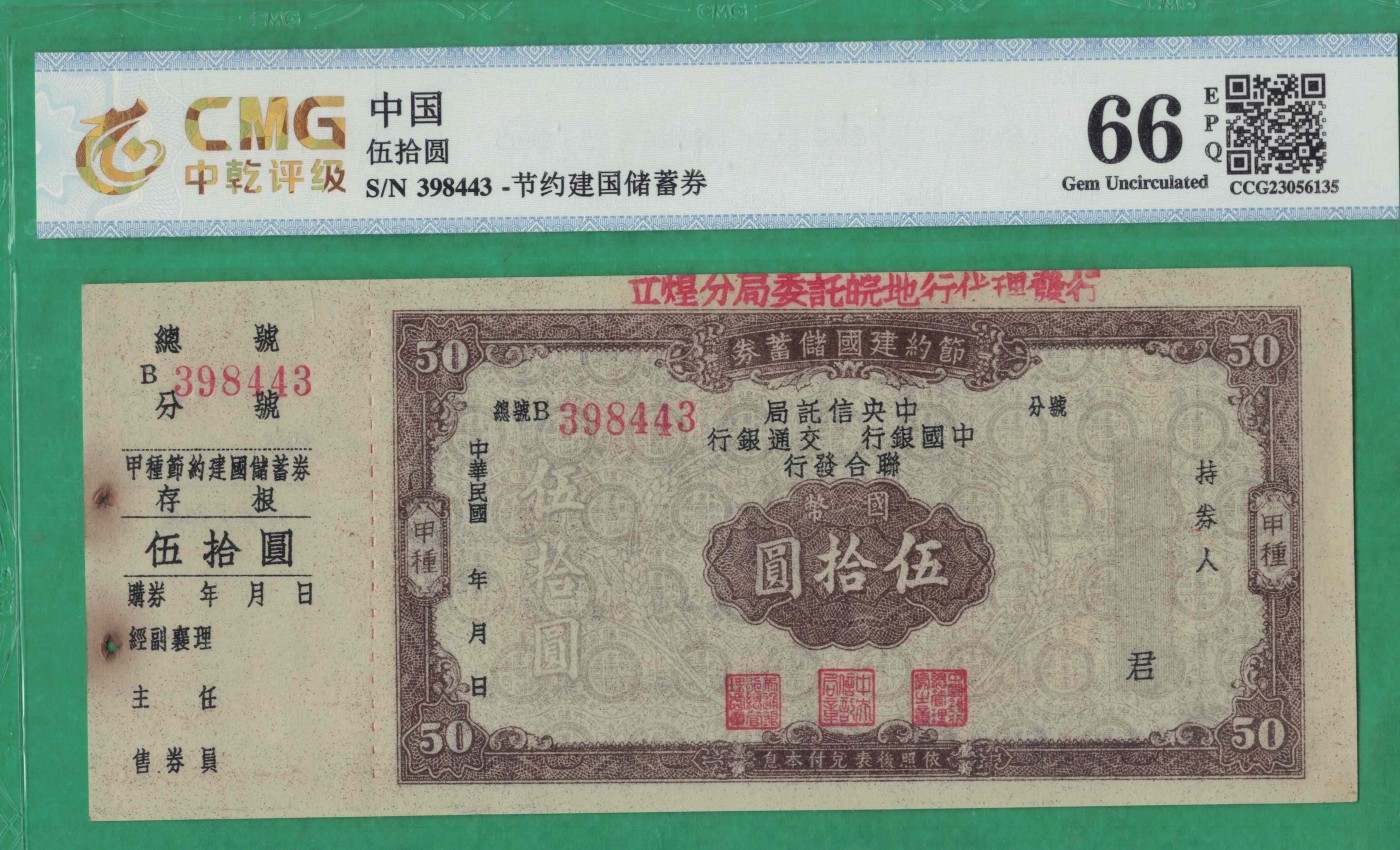 CMG
中乾评级
中国
伍拾圆
S/N 398443 -节约建国储蓄券
66
EPQ
Gem Uncirculated
CCG23056135
總號
B 398443
分號
甲種節約建國儲蓄券
存根
伍拾圓
購券 年 月 日
經副襄理
主任
售券員
立煌分局委託皖地行代理發行
50
券蓄儲國建約節
50
總號B 398443
局託信央中
行銀通交 行銀國中
行發合聯
分號
中華民國 年 月 日
伍拾圓
幣國
圓拾伍
持券人
君
甲種
甲種
50
息本付兌表後照依
50